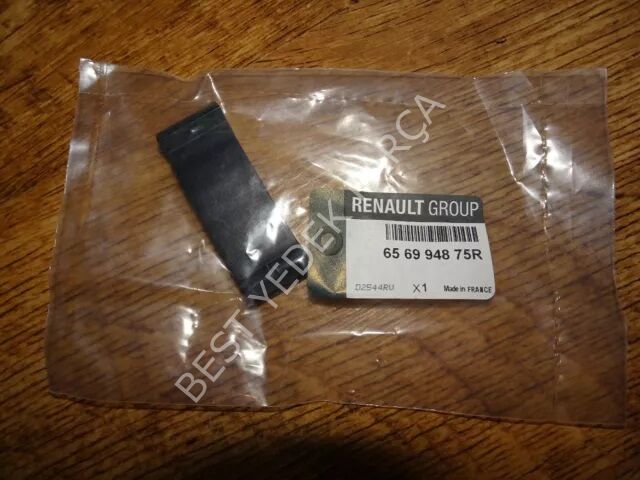 RENAULT GROUP
65 69 948 75R
D2544RU X1 Made in FRANCE
BEST YEDEK PARÇA